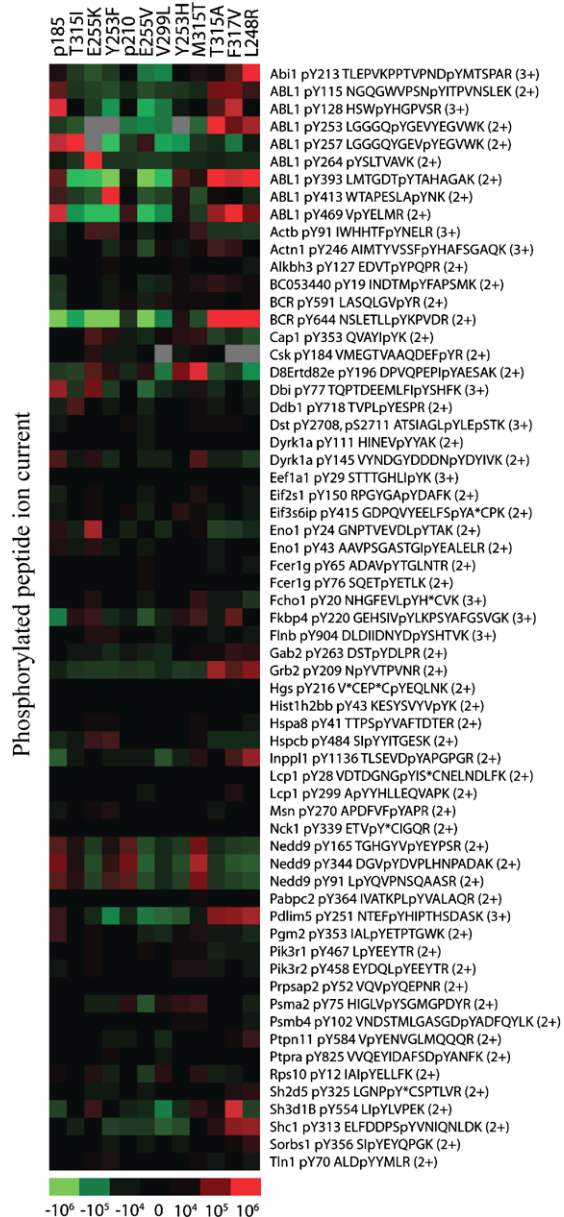 p185 T315I E255K Y253F p210 E255V V299L Y253H M315T T315A F317V L248R
Abi1 pY213 TLEPVKPPTVPNDpYMTSPAR (3+)
ABL1 pY115 NGQGWVPSNpYITPVNSLEK (2+)
ABL1 pY128 HSWpYHGPVSR (3+)
ABL1 pY253 LGGGQpYGEVYEGVWK (2+)
ABL1 pY257 LGGGQYGEVpYEGVWK (2+)
ABL1 pY264 pYSLTVAVK (2+)
ABL1 pY393 LMTGDTpYTAHAGAK (2+)
ABL1 pY413 WTAPESLApYNK (2+)
ABL1 pY469 VpYELMR (2+)
Actb pY91 IWHHTFpYNELR (3+)
Actn1 pY246 AIMTYVSSFpYHAFSGAQK (3+)
Alkbh3 pY127 EDVTpYPQPR (2+)
BC053440 pY19 INDTMpYFAPSMK (2+)
BCR pY591 LASQLGVpYR (2+)
BCR pY644 NSLETLLpYKPVDR (2+)
Cap1 pY353 QVAYIpYK (2+)
Csk pY184 VMEGTVAAQDEFpYR (2+)
D8Ertd82e pY196 DPVQPEPIpYAESAK (2+)
Dbi pY77 TQPTDEEMLFIpYSHFK (3+)
Ddb1 pY718 TVPLpYESPR (2+)
Dst pY2708, pS2711 ATSIAGLpYLEpSTK (3+)
Dyrk1a pY111 HINEVpYYAK (2+)
Dyrk1a pY145 VYNDGYDDDNpYDYIVK (2+)
Eef1a1 pY29 STTTGHLIpYK (3+)
Eif2s1 pY150 RPGYGApYDAFK (2+)
Eif3s6ip pY415 GDPQVYEELFSpYA*CPK (2+)
Eno1 pY24 GNPTVEVDLpYTAK (2+)
Eno1 pY43 AAVPSGASTGIpYEALELR (2+)
Fcer1g pY65 ADAVpYTGLNTR (2+)
Fcer1g pY76 SQETpYETLK (2+)
Fcho1 pY20 NHGFEVLpYH*CVK (3+)
Fkbp4 pY220 GEHSIVpYLKPSYAFGSVGK (3+)
Flnb pY904 DLDIIDNYDpYSHTVK (3+)
Gab2 pY263 DSTpYDLPR (2+)
Grb2 pY209 NpYVTPVNR (2+)
Hgs pY216 V*CEP*CpYEQLNK (2+)
Hist1h2bb pY43 KESYSVYVpYK (2+)
Hspa8 pY41 TTPSpYVAFTDTER (2+)
Hspcb pY484 SIpYYITGESK (2+)
Inppl1 pY1136 TLSEVDpYAPGPGR (2+)
Lcp1 pY28 VDTDGNGpYIS*CNELNDLFK (2+)
Lcp1 pY299 ApYYHLLEQVAPK (2+)
Msn pY270 APDFVFpYAPR (2+)
Nck1 pY339 ETVpY*CIGQR (2+)
Nedd9 pY165 TGHGYVpYEYPSR (2+)
Nedd9 pY344 DGVpYDVPLHNPADAK (2+)
Nedd9 pY91 LpYQVPNSQAASR (2+)
Pabpc2 pY364 IVATKPLpYVALAQR (2+)
Pdlim5 pY251 NTEFpYHIPTHSDASK (3+)
Pgm2 pY353 IALpYETPTGWK (2+)
Pik3r1 pY467 LpYEEYTR (2+)
Pik3r2 pY458 EYDQLpYEEYTR (2+)
Prpsap2 pY52 VQVpYQEPNR (2+)
Psma2 pY75 HIGLVpYSGMGPDYR (2+)
Psmb4 pY102 VNDSTMLGASGDpYADFQYLK (2+)
Ptpn11 pY584 VpYENVGLMQQQR (2+)
Ptpra pY825 VVQEYIDAFSDpYANFK (2+)
Rps10 pY12 IAIpYELLFK (2+)
Sh2d5 pY325 LGNPpY*CSPTLVR (2+)
Sh3d1B pY554 LIpYLVPEK (2+)
Shc1 pY313 ELFDDPSpYVNIQNLDK (2+)
Sorbs1 pY356 SIpYEYQPGK (2+)
Tln1 pY70 ALDpYYMLR (2+)
Phosphorylated peptide ion current
-10⁶ -10⁵ -10⁴ 0 10⁴ 10⁵ 10⁶